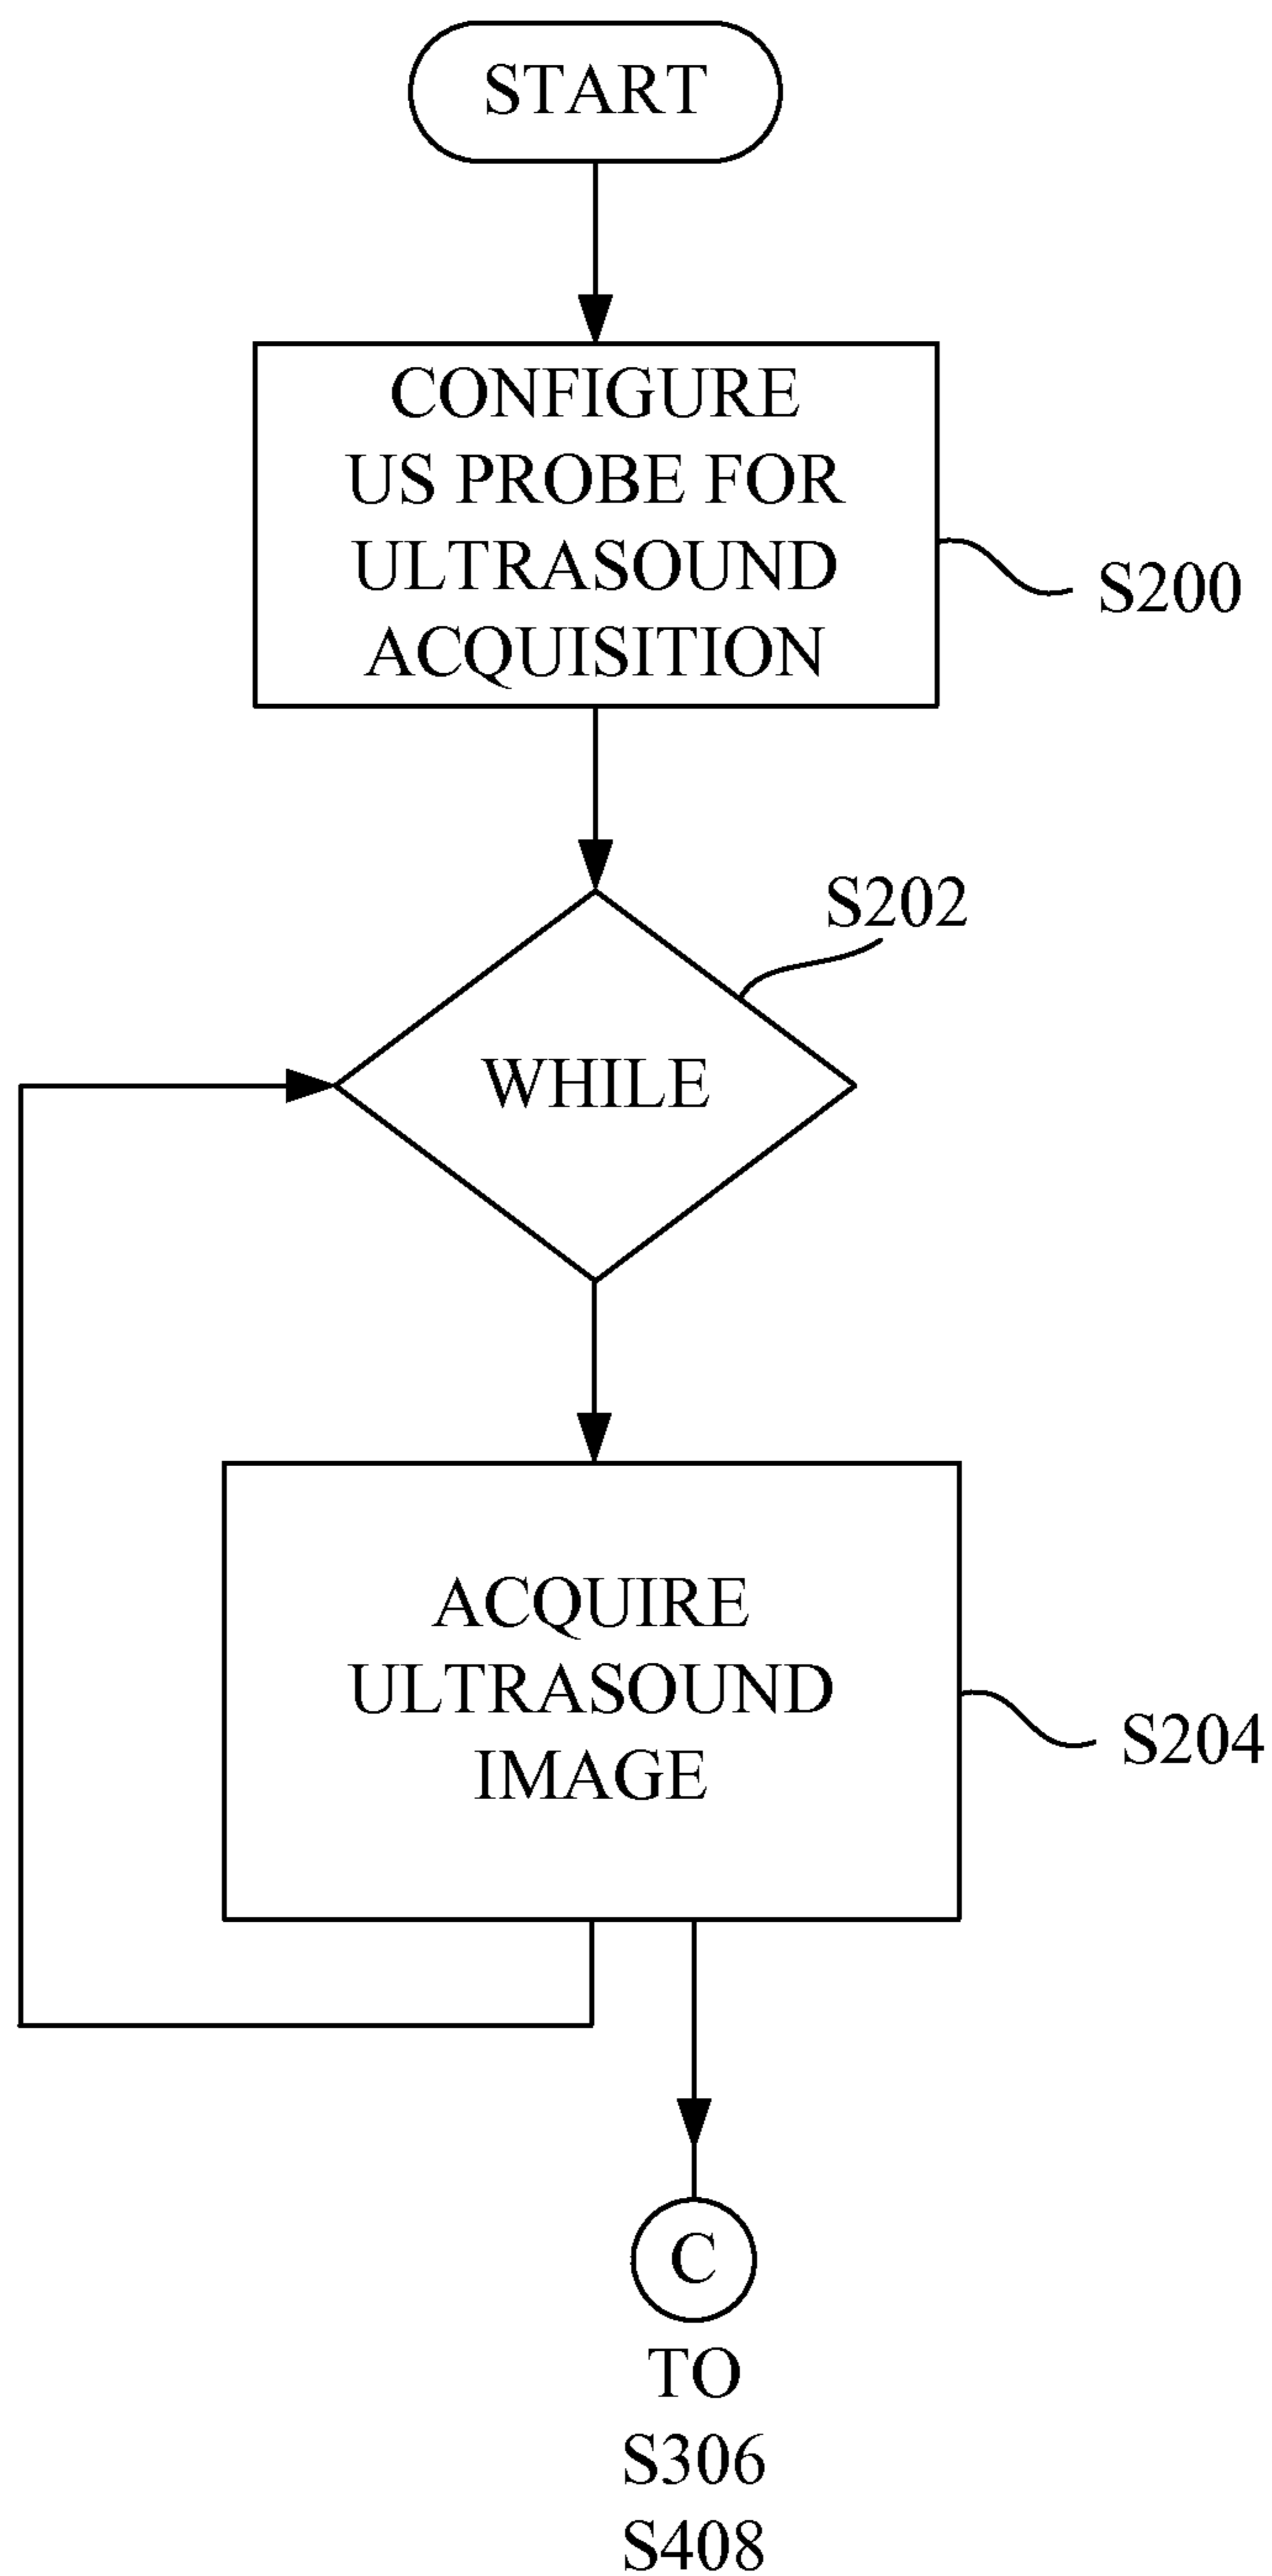 START
CONFIGURE
US PROBE FOR
ULTRASOUND
ACQUISITION
S200
S202
WHILE
ACQUIRE
ULTRASOUND
IMAGE
S204
C
TO
S306
S408